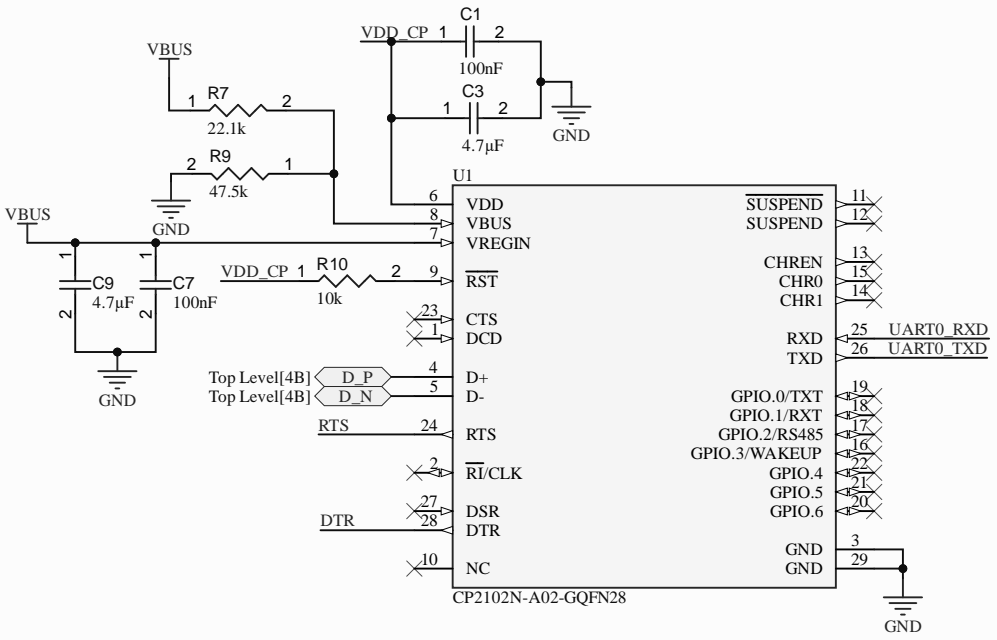 C1
VDD_CP 1 2
100nF
VBUS
C3
1 2
4.7µF
GND
R7
1 2
22.1k
R9
2 1
47.5k
GND
U1
6 VDD
8 VBUS
7 VREGIN
VBUS
1 1
C9 C7
4.7µF 100nF
2 2
GND
R10
VDD_CP 1 2 9 RST
10k
23 CTS
1 DCD
Top Level[4B] D_P 4 D+
Top Level[4B] D_N 5 D-
RTS 24 RTS
2 RI/CLK
27 DSR
DTR 28 DTR
10 NC
SUSPEND 11
SUSPEND 12
CHREN 13
CHR0 15
CHR1 14
RXD 25 UART0_RXD
TXD 26 UART0_TXD
GPIO.0/TXT 19
GPIO.1/RXT 18
GPIO.2/RS485 17
GPIO.3/WAKEUP 16
GPIO.4 22
GPIO.5 21
GPIO.6 20
GND 3
GND 29
GND
CP2102N-A02-GQFN28